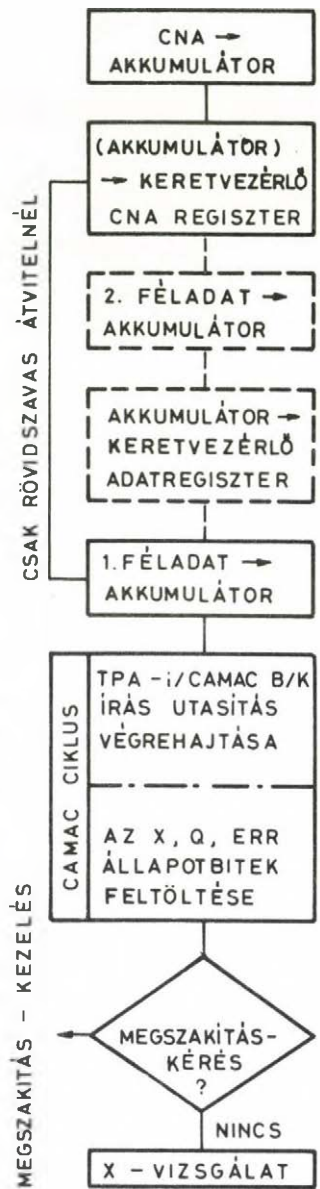 CNA →
AKKUMULÁTOR
(AKKUMULÁTOR)
→ KERETVEZÉRLŐ
CNA REGISZTER
CSAK RÖVIDSZAVAS ÁTVITELNÉL
2. FÉLADAT →
AKKUMULÁTOR
AKKUMULÁTOR →
KERETVEZÉRLŐ
ADATREGISZTER
1. FÉLADAT →
AKKUMULÁTOR
CAMAC CIKLUS
TPA - i/CAMAC B/K
ÍRÁS UTASÍTÁS
VÉGREHAJTÁSA
AZ X, Q, ERR
ÁLLAPOTBITEK
FELTÖLTÉSE
MEGSZAKITÁS - KEZELÉS
MEGSZAKÍTÁS-
KÉRÉS
?
NINCS
X - VIZSGÁLAT